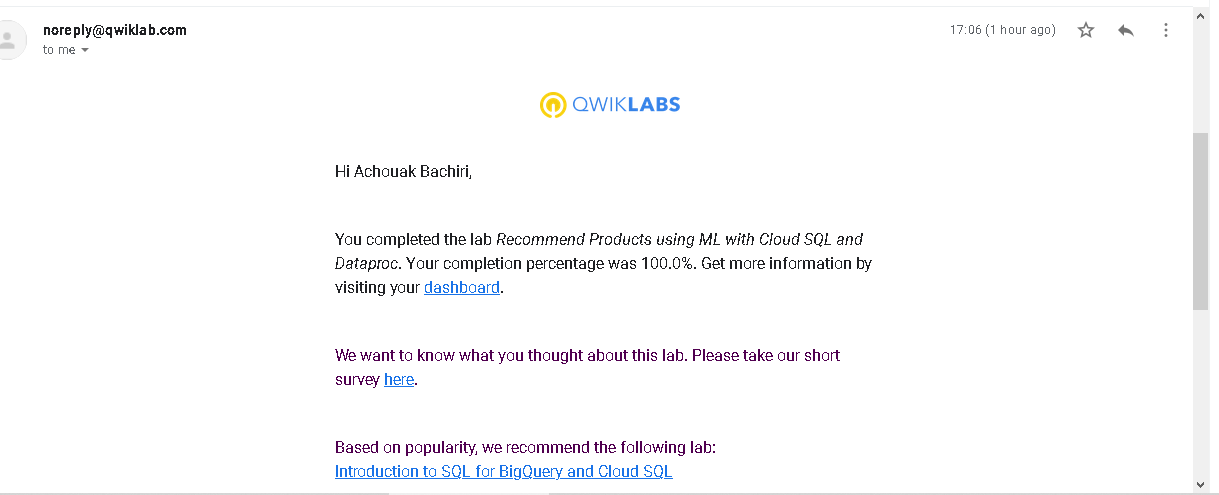 noreply@qwiklab.com
17:06 (1 hour ago)
to me
QWIKLABS
Hi Achouak Bachiri,
You completed the lab Recommend Products using ML with Cloud SQL and
Dataproc. Your completion percentage was 100.0%. Get more information by
visiting your dashboard.
We want to know what you thought about this lab. Please take our short
survey here.
Based on popularity, we recommend the following lab:
Introduction to SQL for BigQuery and Cloud SQL